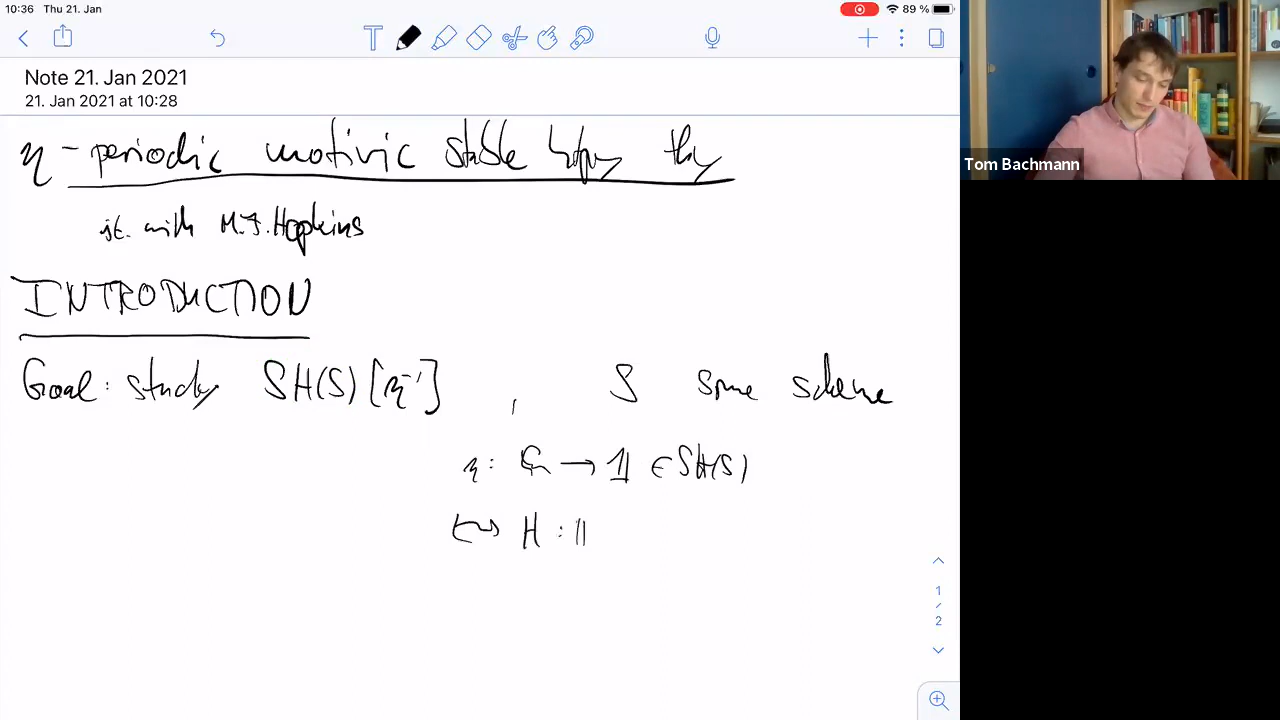 10:36 Thu 21. Jan
89 %
Note 21. Jan 2021
21. Jan 2021 at 10:28
η-periodic motivic stable htpy thy
jt. with M.J. Hopkins
INTRODUCTION
Goal: study SH(S)[η⁻¹], S some scheme
η: Gm → 𝟙 ∈ SH(S)
↔ H : 𝟙
1
/
2
Tom Bachmann